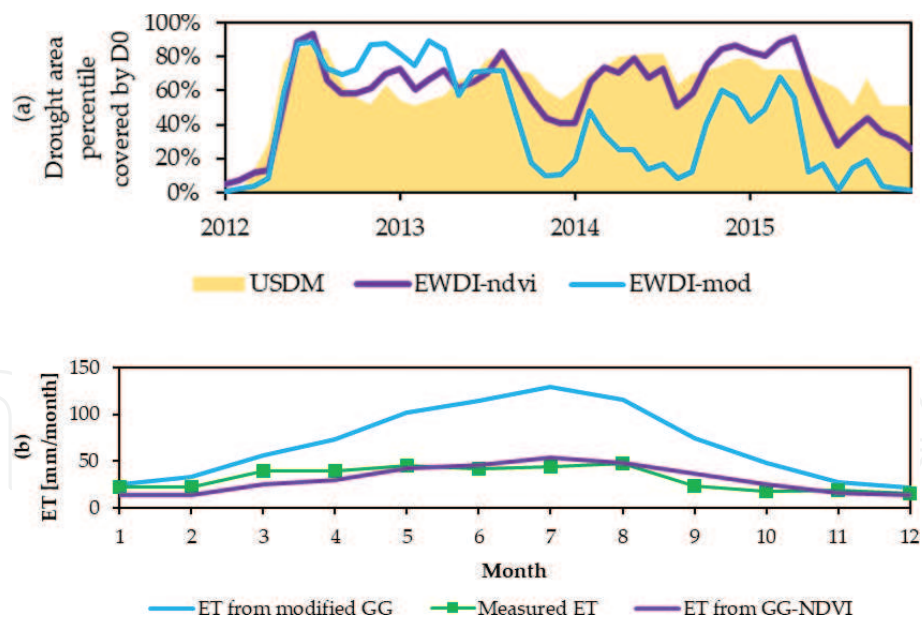 (a)
Drought area
percentile
covered by D0
100%
80%
60%
40%
20%
0%
2012 2013 2014 2015
USDM EWDI-ndvi EWDI-mod
(b)
ET [mm/month]
150
100
50
0
1 2 3 4 5 6 7 8 9 10 11 12
Month
ET from modified GG Measured ET ET from GG-NDVI